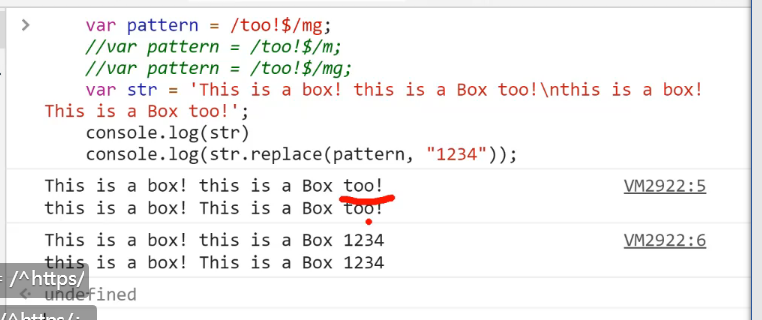 var pattern = /too!$/mg;
//var pattern = /too!$/m;
//var pattern = /too!$/mg;
var str = 'This is a box! this is a Box too!\nthis is a box!
This is a Box too!';
console.log(str)
console.log(str.replace(pattern, "1234"));
This is a box! this is a Box too! VM2922:5
this is a box! This is a Box too!
This is a box! this is a Box 1234 VM2922:6
this is a box! This is a Box 1234
= /^https/
undefined